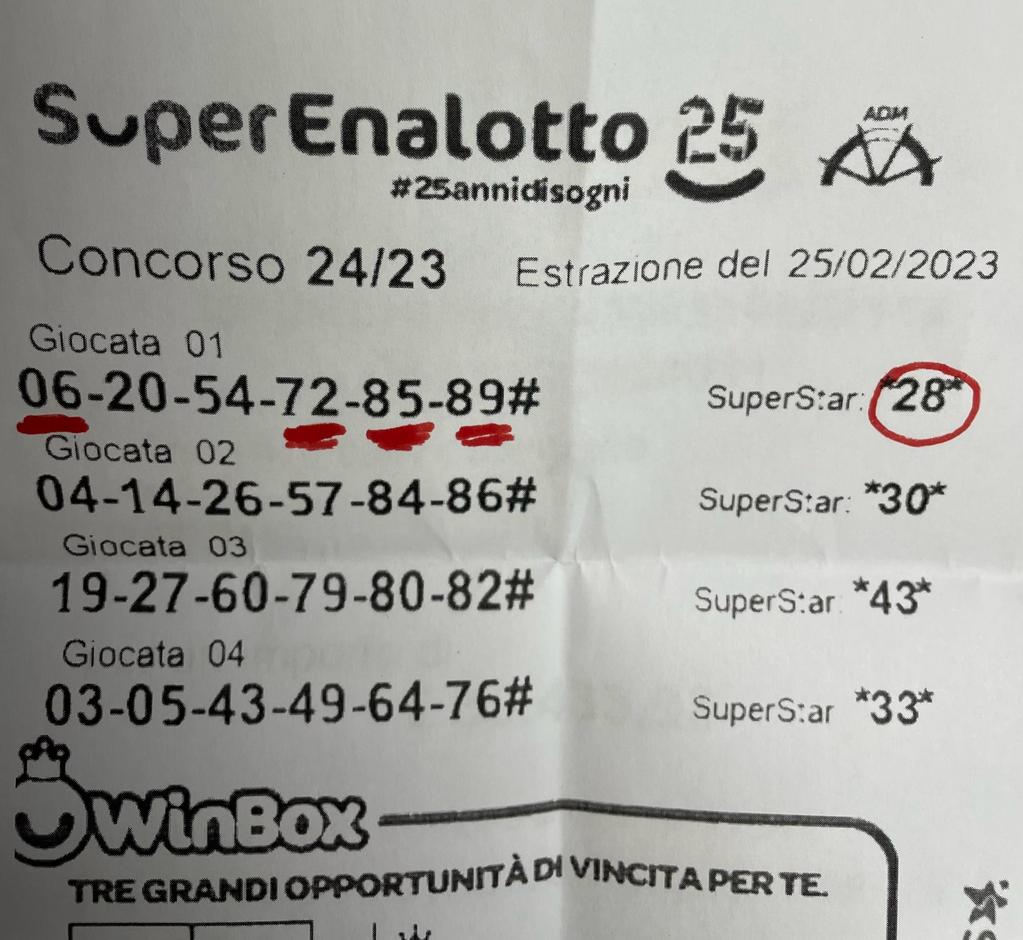 SuperEnalotto 25
#25annidisogni
ADM
Concorso 24/23 Estrazione del 25/02/2023
Giocata 01
06-20-54-72-85-89# SuperStar: *28*
Giocata 02
04-14-26-57-84-86# SuperStar: *30*
Giocata 03
19-27-60-79-80-82# SuperStar: *43*
Giocata 04
03-05-43-49-64-76# SuperStar *33*
WinBox
TRE GRANDI OPPORTUNITÀ DI VINCITA PER TE.